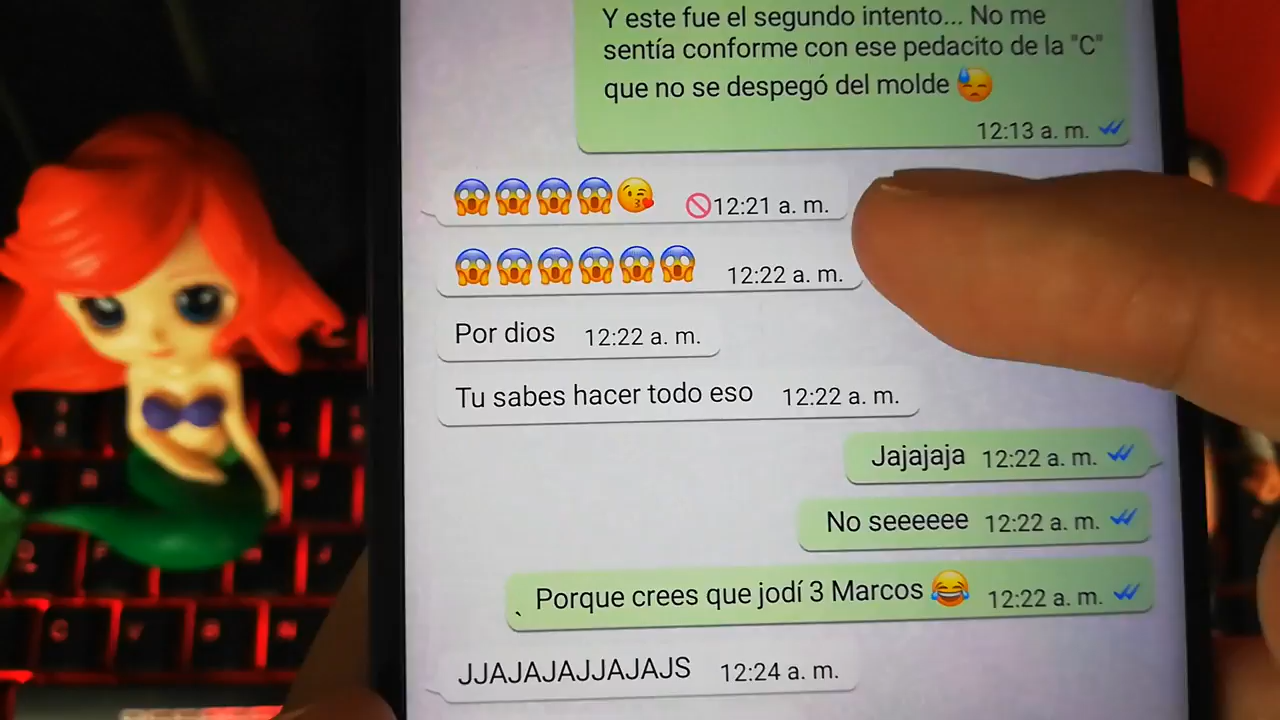 Y este fue el segundo intento... No me
sentía conforme con ese pedacito de la "C"
que no se despegó del molde 😓
12:13 a. m.
😱😱😱😱😘 🚫12:21 a. m.
😱😱😱😱😱😱 12:22 a. m.
Por dios 12:22 a. m.
Tu sabes hacer todo eso 12:22 a. m.
Jajajaja 12:22 a. m.
No seeeeee 12:22 a. m.
、Porque crees que jodí 3 Marcos 😂 12:22 a. m.
JJAJAJAJJAJAJS 12:24 a. m.